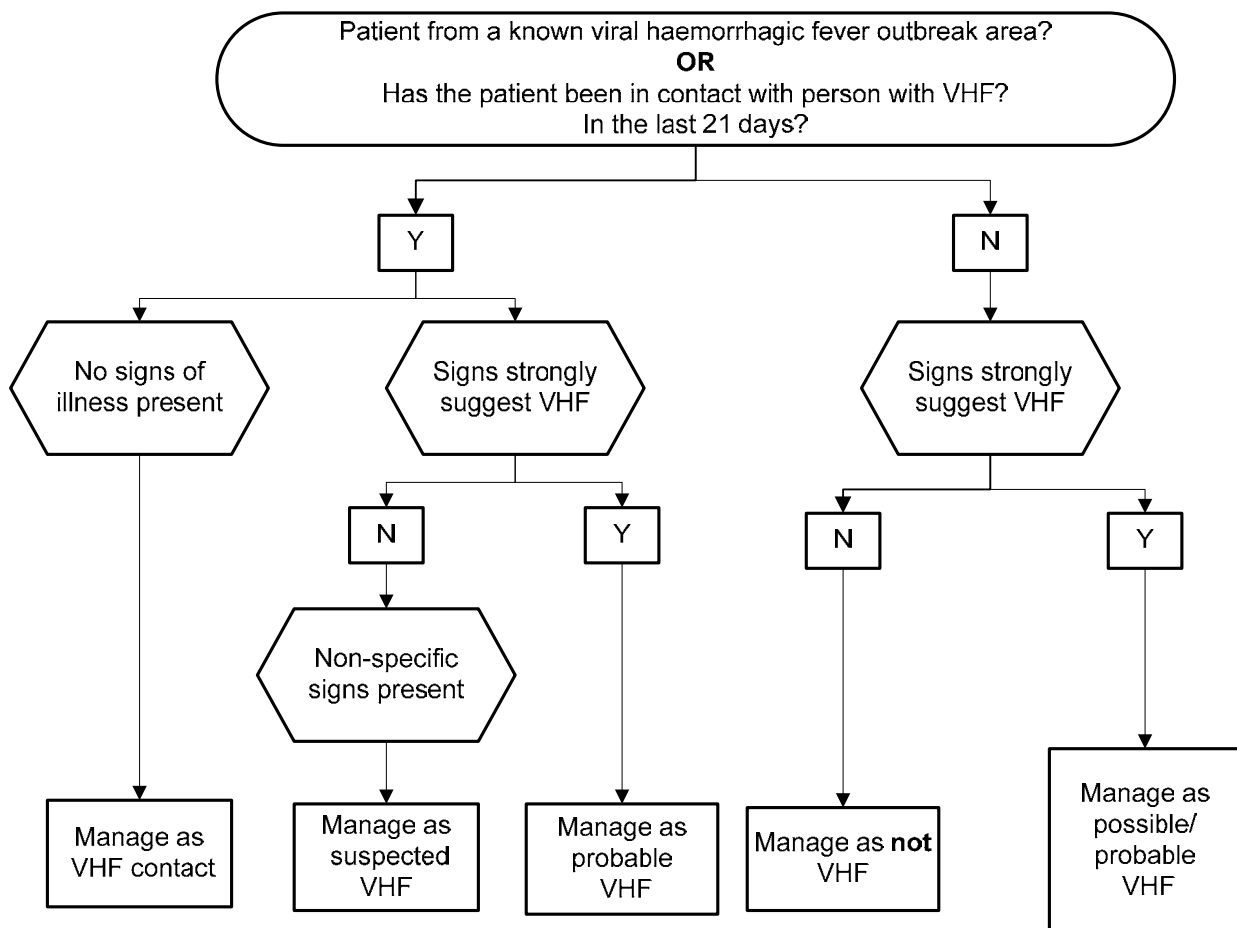 Patient from a known viral haemorrhagic fever outbreak area?
OR
Has the patient been in contact with person with VHF?
In the last 21 days?
Y
N
No signs of
illness present
Signs strongly
suggest VHF
Signs strongly
suggest VHF
N
Y
N
Y
Non-specific
signs present
Manage as
VHF contact
Manage as
suspected
VHF
Manage as
probable
VHF
Manage as not
VHF
Manage as
possible/
probable
VHF